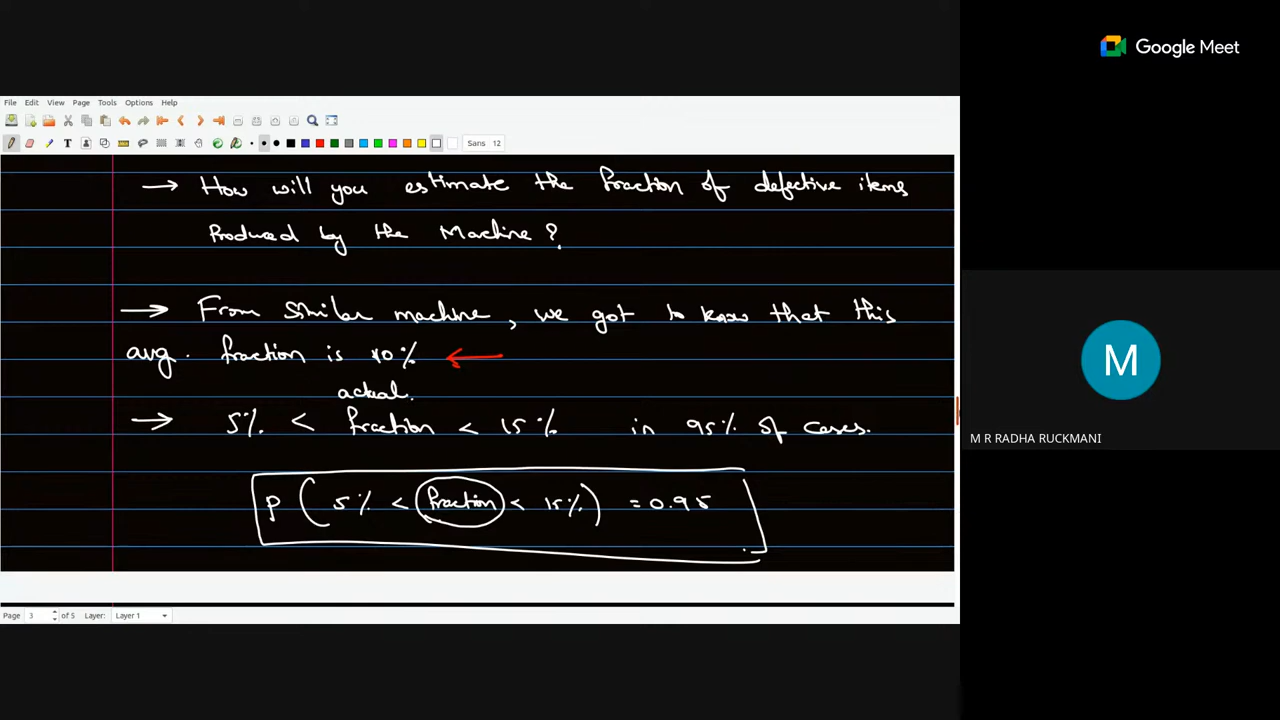 Google Meet
File Edit View Page Tools Options Help
T Sans 12
→ How will you estimate the fraction of defective items
Produced by the Machine?
→ From similar machine, we got to know that this
avg. fraction is 10% ←
actual.
→ 5% < fraction < 15% in 95% of cases.
P (5% < fraction < 15%) = 0.95
M
M R RADHA RUCKMANI
Page 3 of 5 Layer: Layer 1